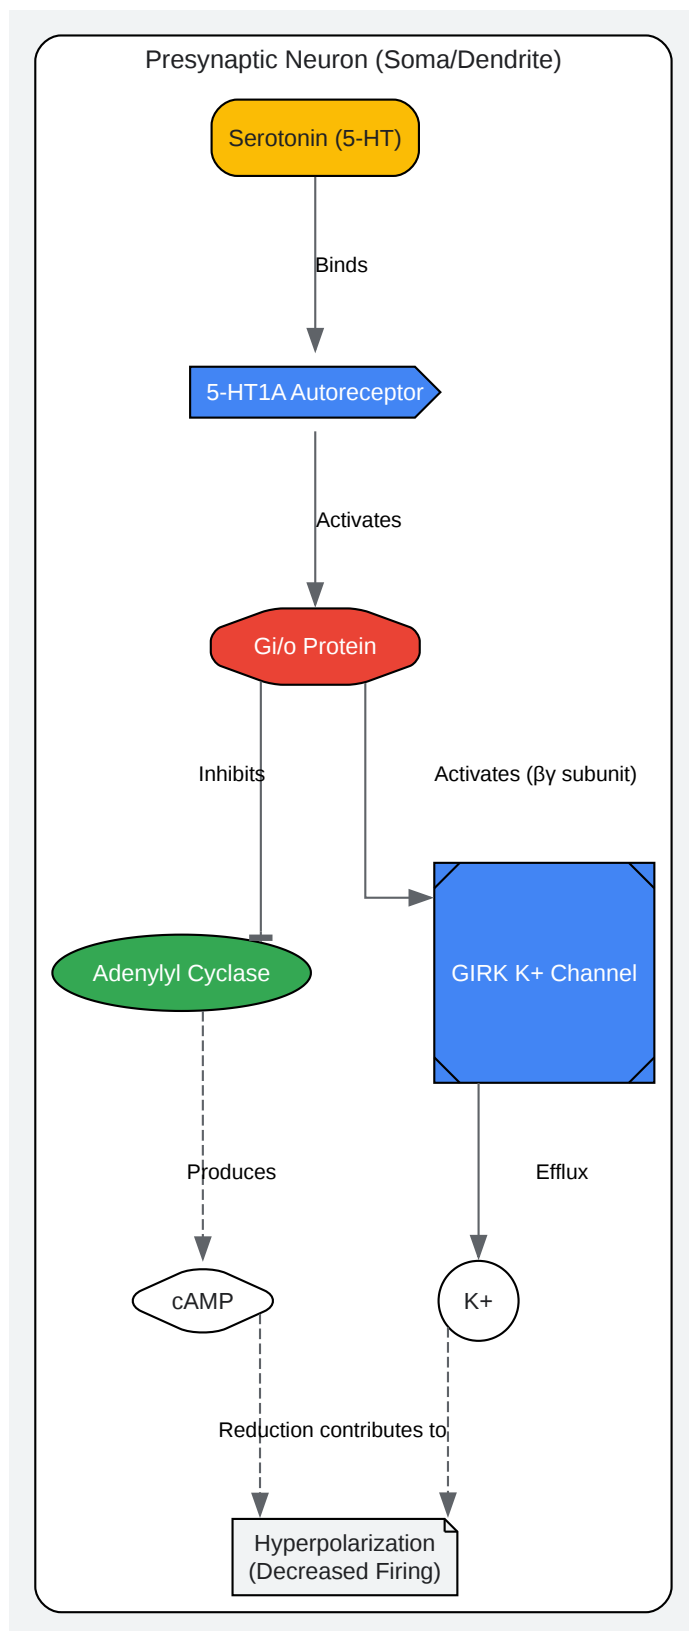 Presynaptic Neuron (Soma/Dendrite)
Serotonin (5-HT)
Binds
5-HT1A Autoreceptor
Activates
Gi/o Protein
Inhibits
Activates (βγ subunit)
Adenylyl Cyclase
GIRK K+ Channel
Produces
Efflux
cAMP
K+
Reduction contributes to
Hyperpolarization
(Decreased Firing)